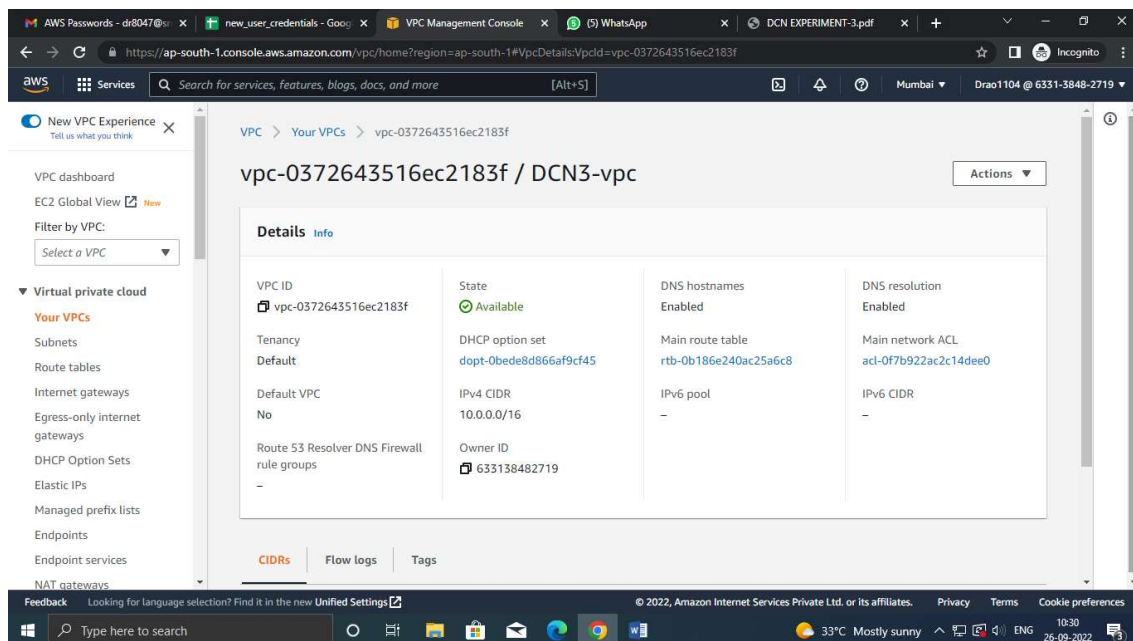 AWS Passwords - dr8047@sr
new_user_credentials - Goog
VPC Management Console
(5) WhatsApp
DCN EXPERIMENT-3.pdf
https://ap-south-1.console.aws.amazon.com/vpc/home?region=ap-south-1#VpcDetails:VpcId=vpc-0372643516ec2183f
Incognito
aws
Services
Search for services, features, blogs, docs, and more
[Alt+S]
Mumbai
Drao1104 @ 6331-3848-2719
New VPC Experience
Tell us what you think
VPC dashboard
EC2 Global View New
Filter by VPC:
Select a VPC
Virtual private cloud
Your VPCs
Subnets
Route tables
Internet gateways
Egress-only internet
gateways
DHCP Option Sets
Elastic IPs
Managed prefix lists
Endpoints
Endpoint services
NAT gateways
VPC > Your VPCs > vpc-0372643516ec2183f
vpc-0372643516ec2183f / DCN3-vpc
Actions
Details Info
VPC ID
vpc-0372643516ec2183f
State
Available
DNS hostnames
Enabled
DNS resolution
Enabled
Tenancy
Default
DHCP option set
dopt-0bede8d866af9cf45
Main route table
rtb-0b186e240ac25a6c8
Main network ACL
acl-0f7b922ac2c14dee0
Default VPC
No
IPv4 CIDR
10.0.0.0/16
IPv6 pool
–
IPv6 CIDR
–
Route 53 Resolver DNS Firewall
rule groups
–
Owner ID
633138482719
CIDRs
Flow logs
Tags
Feedback
Looking for language selection? Find it in the new Unified Settings
© 2022, Amazon Internet Services Private Ltd. or its affiliates.
Privacy
Terms
Cookie preferences
Type here to search
33°C Mostly sunny
ENG
10:30
26-09-2022
3